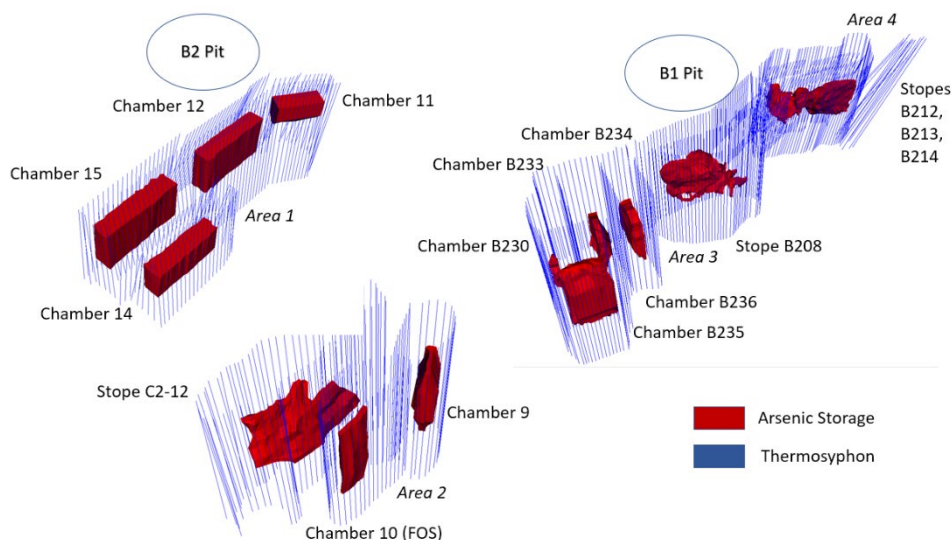 B2 Pit
Chamber 12
Chamber 11
Chamber 15
Area 1
Chamber 14
Stope C2-12
Chamber 9
Area 2
Chamber 10 (FOS)
Area 4
B1 Pit
Stopes
B212,
B213,
B214
Chamber B234
Chamber B233
Chamber B230
Area 3
Stope B208
Chamber B236
Chamber B235
Arsenic Storage
Thermosyphon